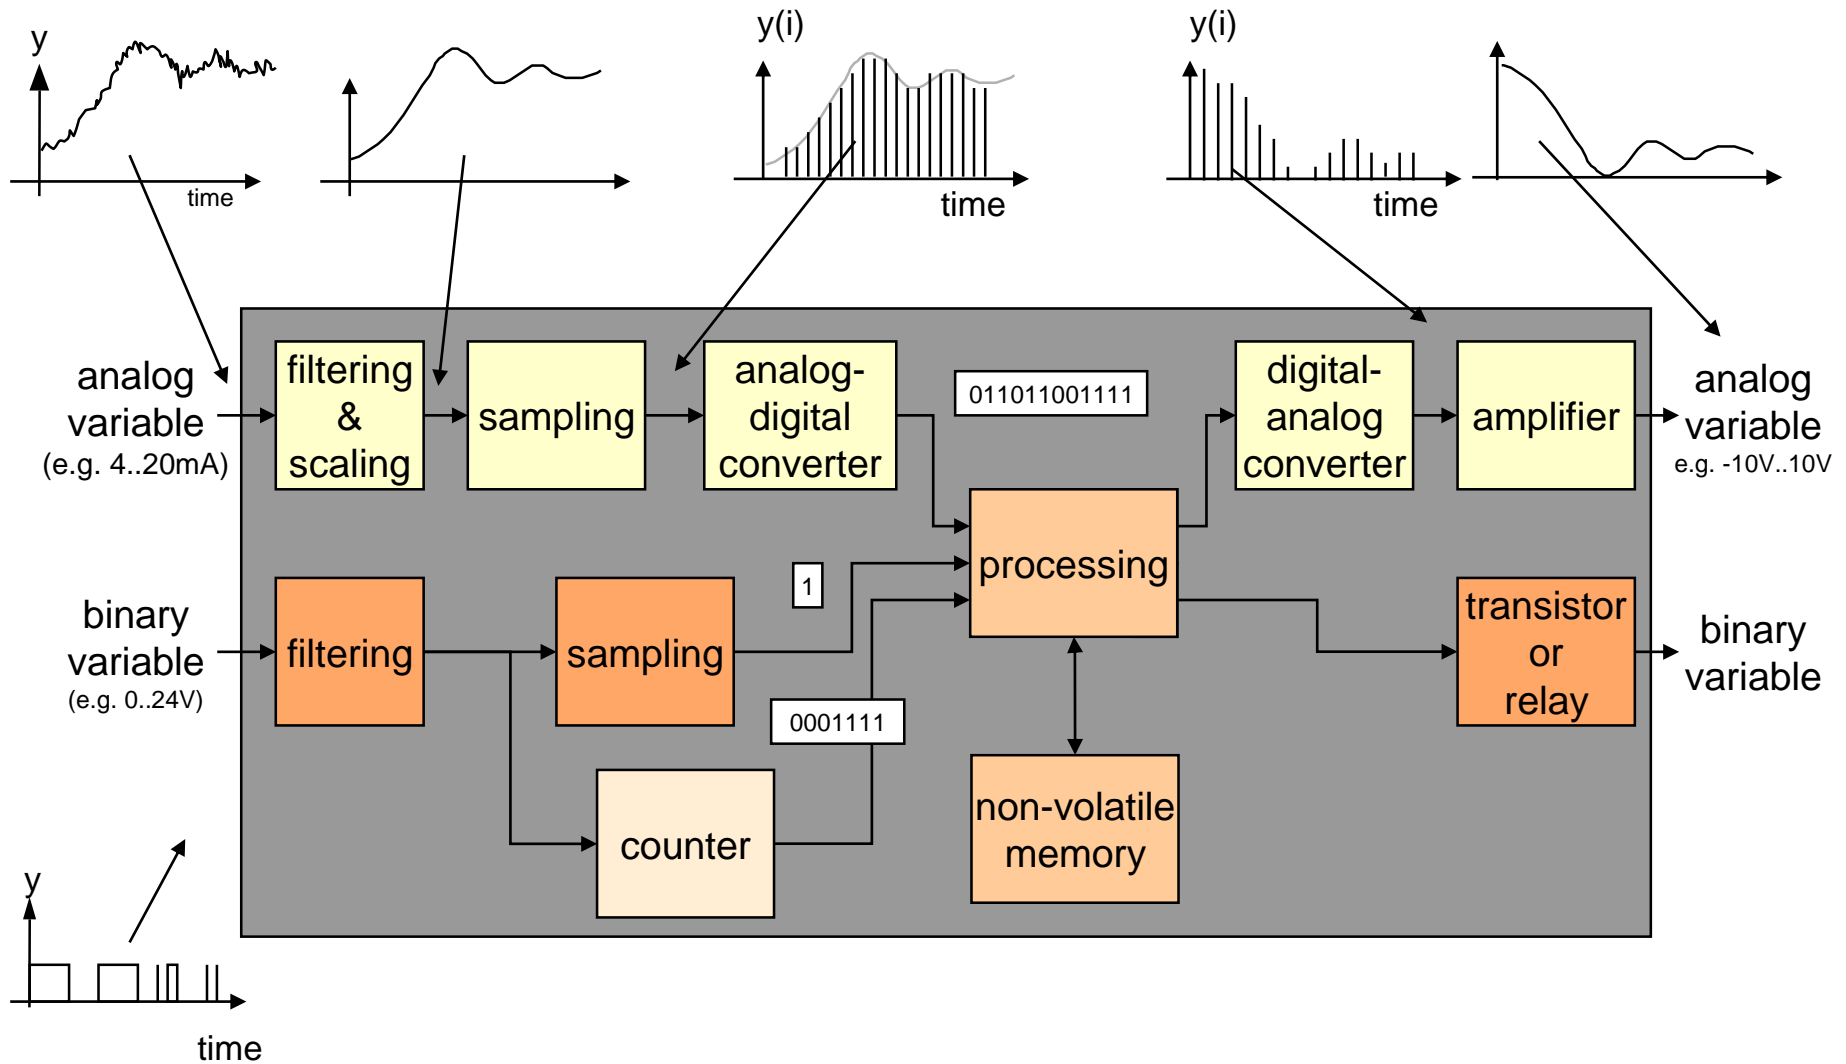 y
time
y(i)
time
y(i)
time
analog
variable
(e.g. 4..20mA)
filtering
&
scaling
sampling
analog-
digital
converter
011011001111
digital-
analog
converter
amplifier
analog
variable
e.g. -10V..10V
processing
1
binary
variable
(e.g. 0..24V)
filtering
sampling
transistor
or
relay
binary
variable
0001111
counter
non-volatile
memory
y
time